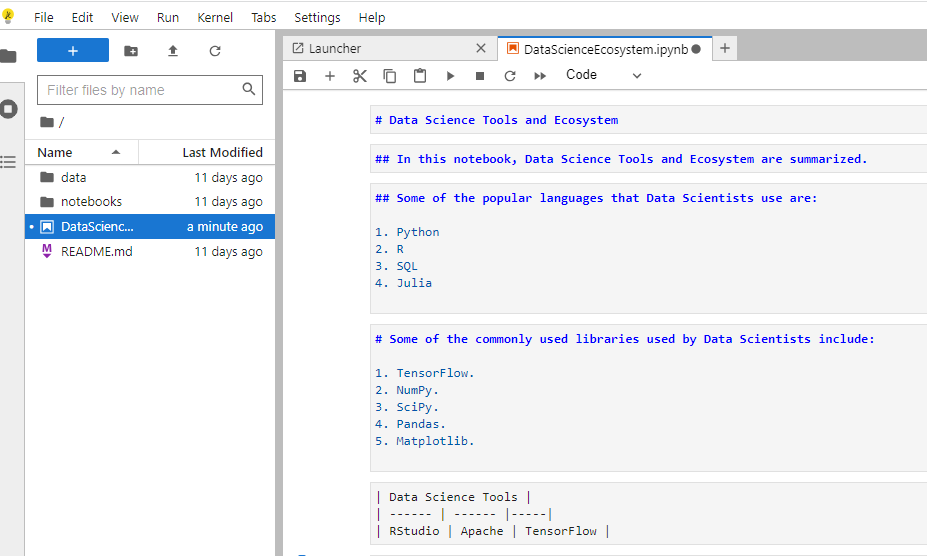 File Edit View Run Kernel Tabs Settings Help
+
Filter files by name
/
Name Last Modified
data 11 days ago
notebooks 11 days ago
DataScienc... a minute ago
README.md 11 days ago
Launcher
DataScienceEcosystem.ipynb
Code
# Data Science Tools and Ecosystem
## In this notebook, Data Science Tools and Ecosystem are summarized.
## Some of the popular languages that Data Scientists use are:
1. Python
2. R
3. SQL
4. Julia
# Some of the commonly used libraries used by Data Scientists include:
1. TensorFlow.
2. NumPy.
3. SciPy.
4. Pandas.
5. Matplotlib.
| Data Science Tools |
| ------ | ------ |-----|
| RStudio | Apache | TensorFlow |